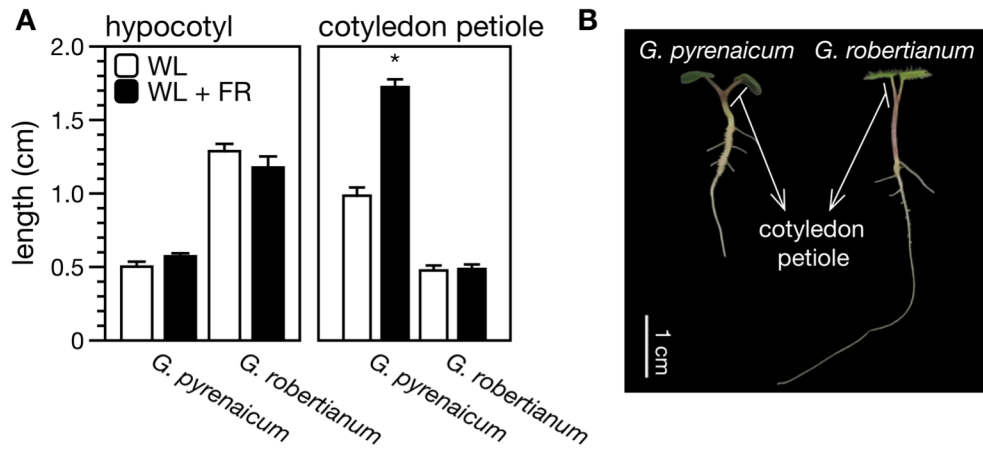 A
hypocotyl
cotyledon petiole
length (cm)
2.0
1.5
1.0
0.5
0
WL
WL + FR
*
G. pyrenaicum
G. robertianum
G. pyrenaicum
G. robertianum
B
G. pyrenaicum
G. robertianum
cotyledon
petiole
1 cm